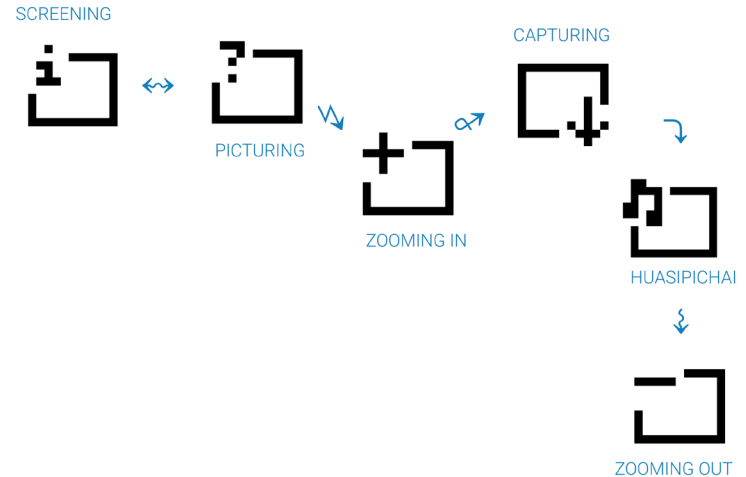 SCREENING
PICTURING
ZOOMING IN
CAPTURING
HUASIPICHAI
ZOOMING OUT